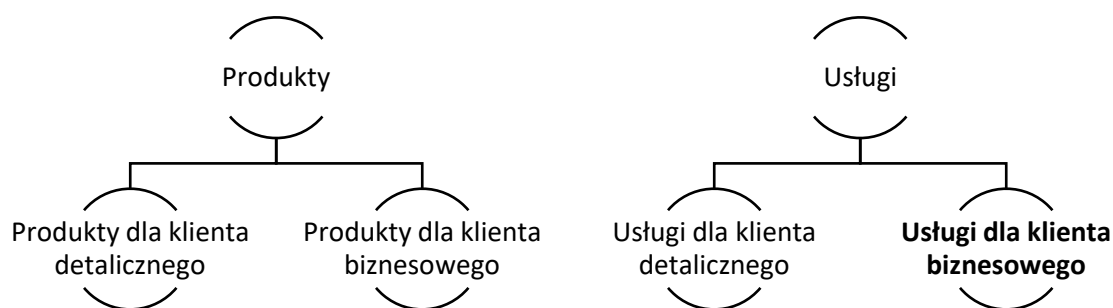 Produkty
Usługi
Produkty dla klienta
detalicznego
Produkty dla klienta
biznesowego
Usługi dla klienta
detalicznego
Usługi dla klienta
biznesowego